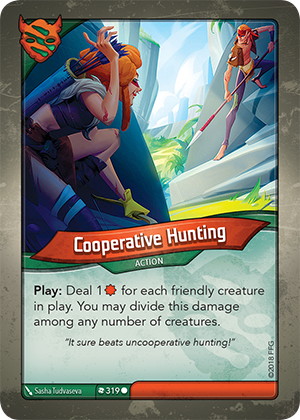 Cooperative Hunting
ACTION
Play: Deal 1 for each friendly creature
in play. You may divide this damage
among any number of creatures.
"It sure beats uncooperative hunting!"
©2018 FFG
Sasha Tudvaseva
319